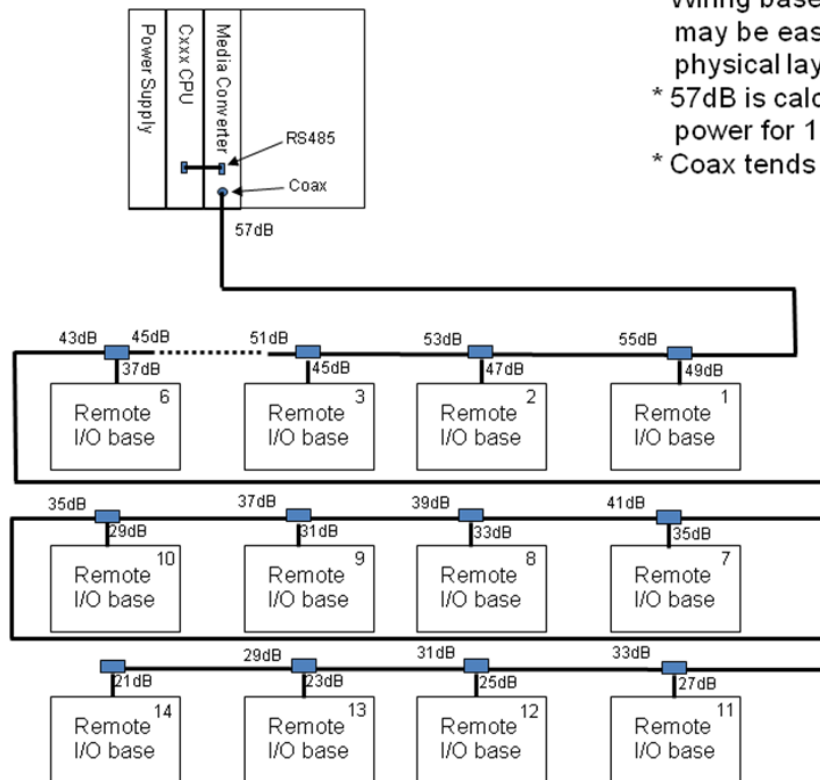 Wiring base
may be eas
physical lay
* 57dB is calc
power for 1
* Coax tends
Power Supply
Cxxx CPU
Media Converter
RS485
Coax
57dB
43dB 45dB 51dB 53dB 55dB
37dB 45dB 47dB 49dB
6 3 2 1
Remote Remote Remote Remote
I/O base I/O base I/O base I/O base
35dB 37dB 39dB 41dB
29dB 31dB 33dB 35dB
10 9 8 7
Remote Remote Remote Remote
I/O base I/O base I/O base I/O base
29dB 31dB 33dB
21dB 23dB 25dB 27dB
14 13 12 11
Remote Remote Remote Remote
I/O base I/O base I/O base I/O base